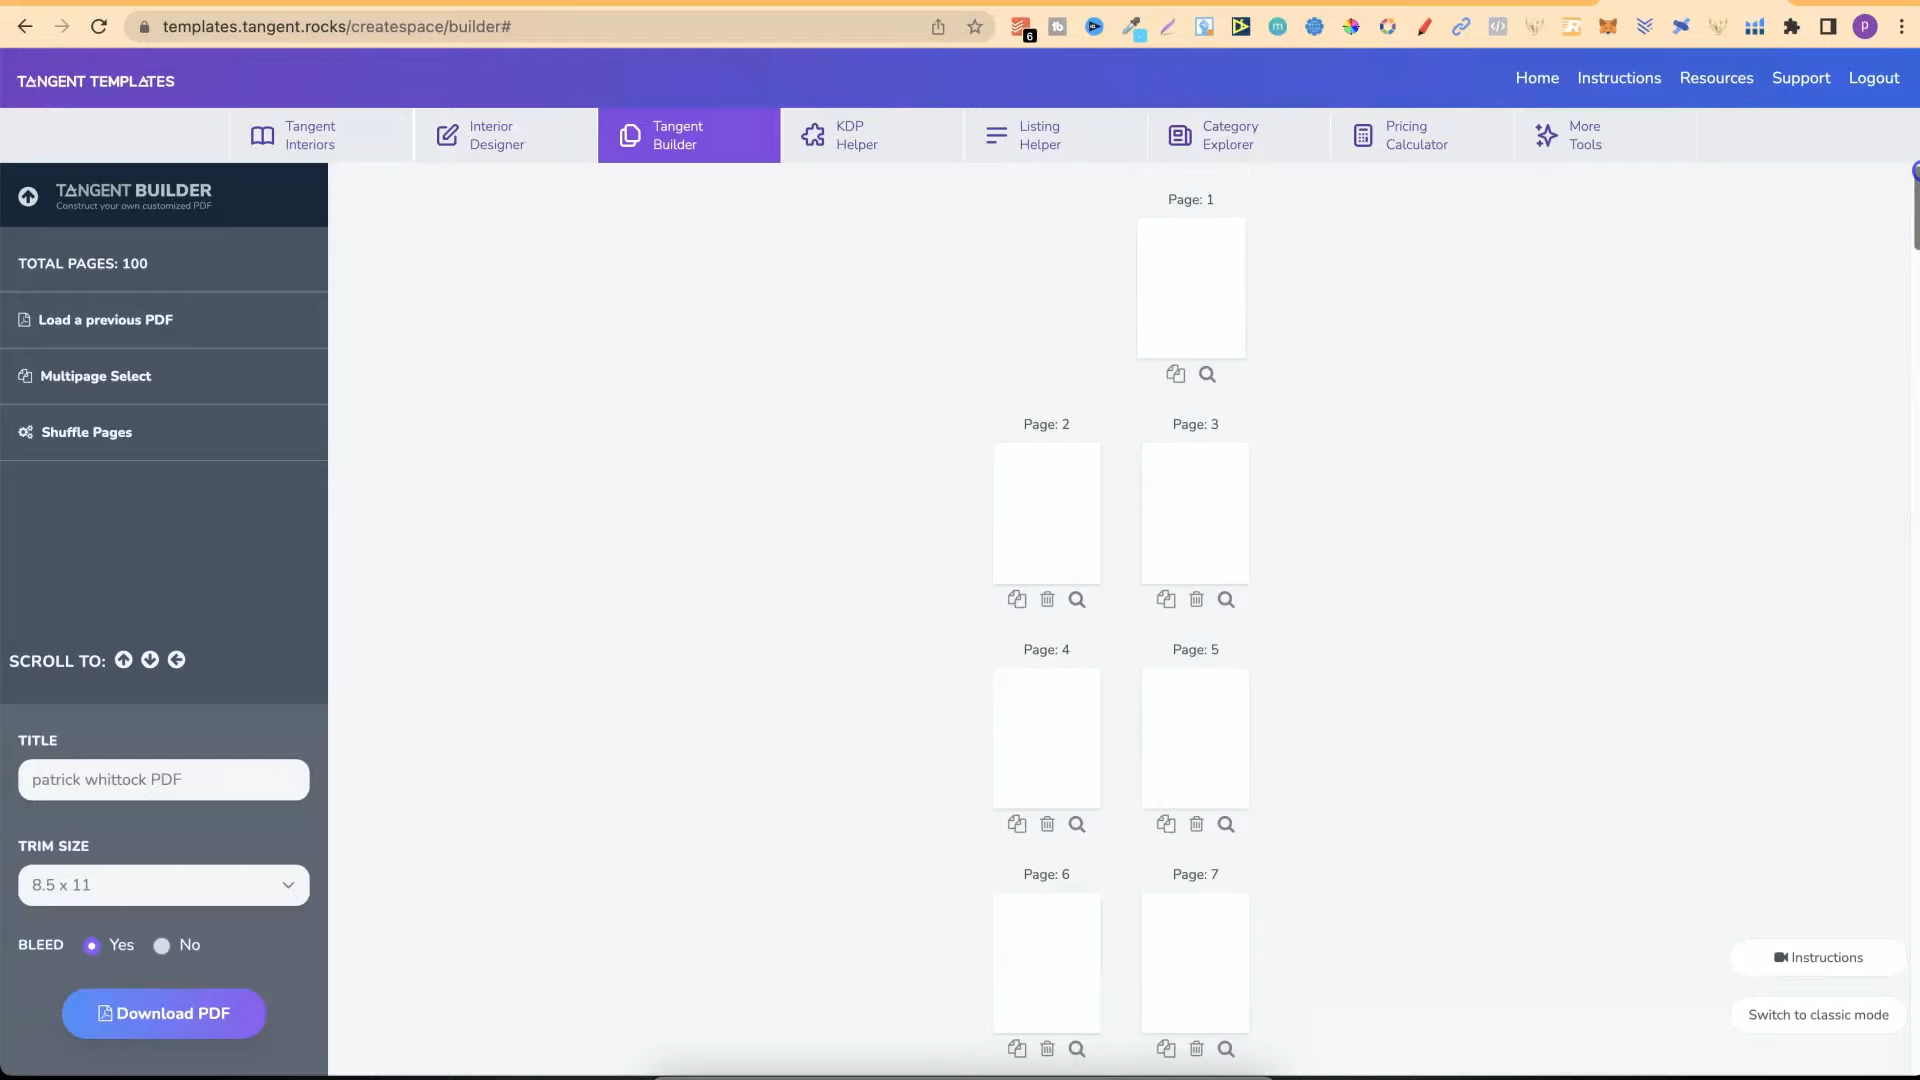 templates.tangent.rocks/createspace/builder#
6
tb
m
p
TANGENT TEMPLATES
Home Instructions Resources Support Logout
Tangent Interiors
Interior Designer
Tangent Builder
KDP Helper
Listing Helper
Category Explorer
Pricing Calculator
More Tools
TANGENT BUILDER
Construct your own customized PDF
TOTAL PAGES: 100
Load a previous PDF
Multipage Select
Shuffle Pages
SCROLL TO:
TITLE
patrick whittock PDF
TRIM SIZE
8.5 x 11
BLEED Yes No
Download PDF
Page: 1
Page: 2 Page: 3
Page: 4 Page: 5
Page: 6 Page: 7
Instructions
Switch to classic mode